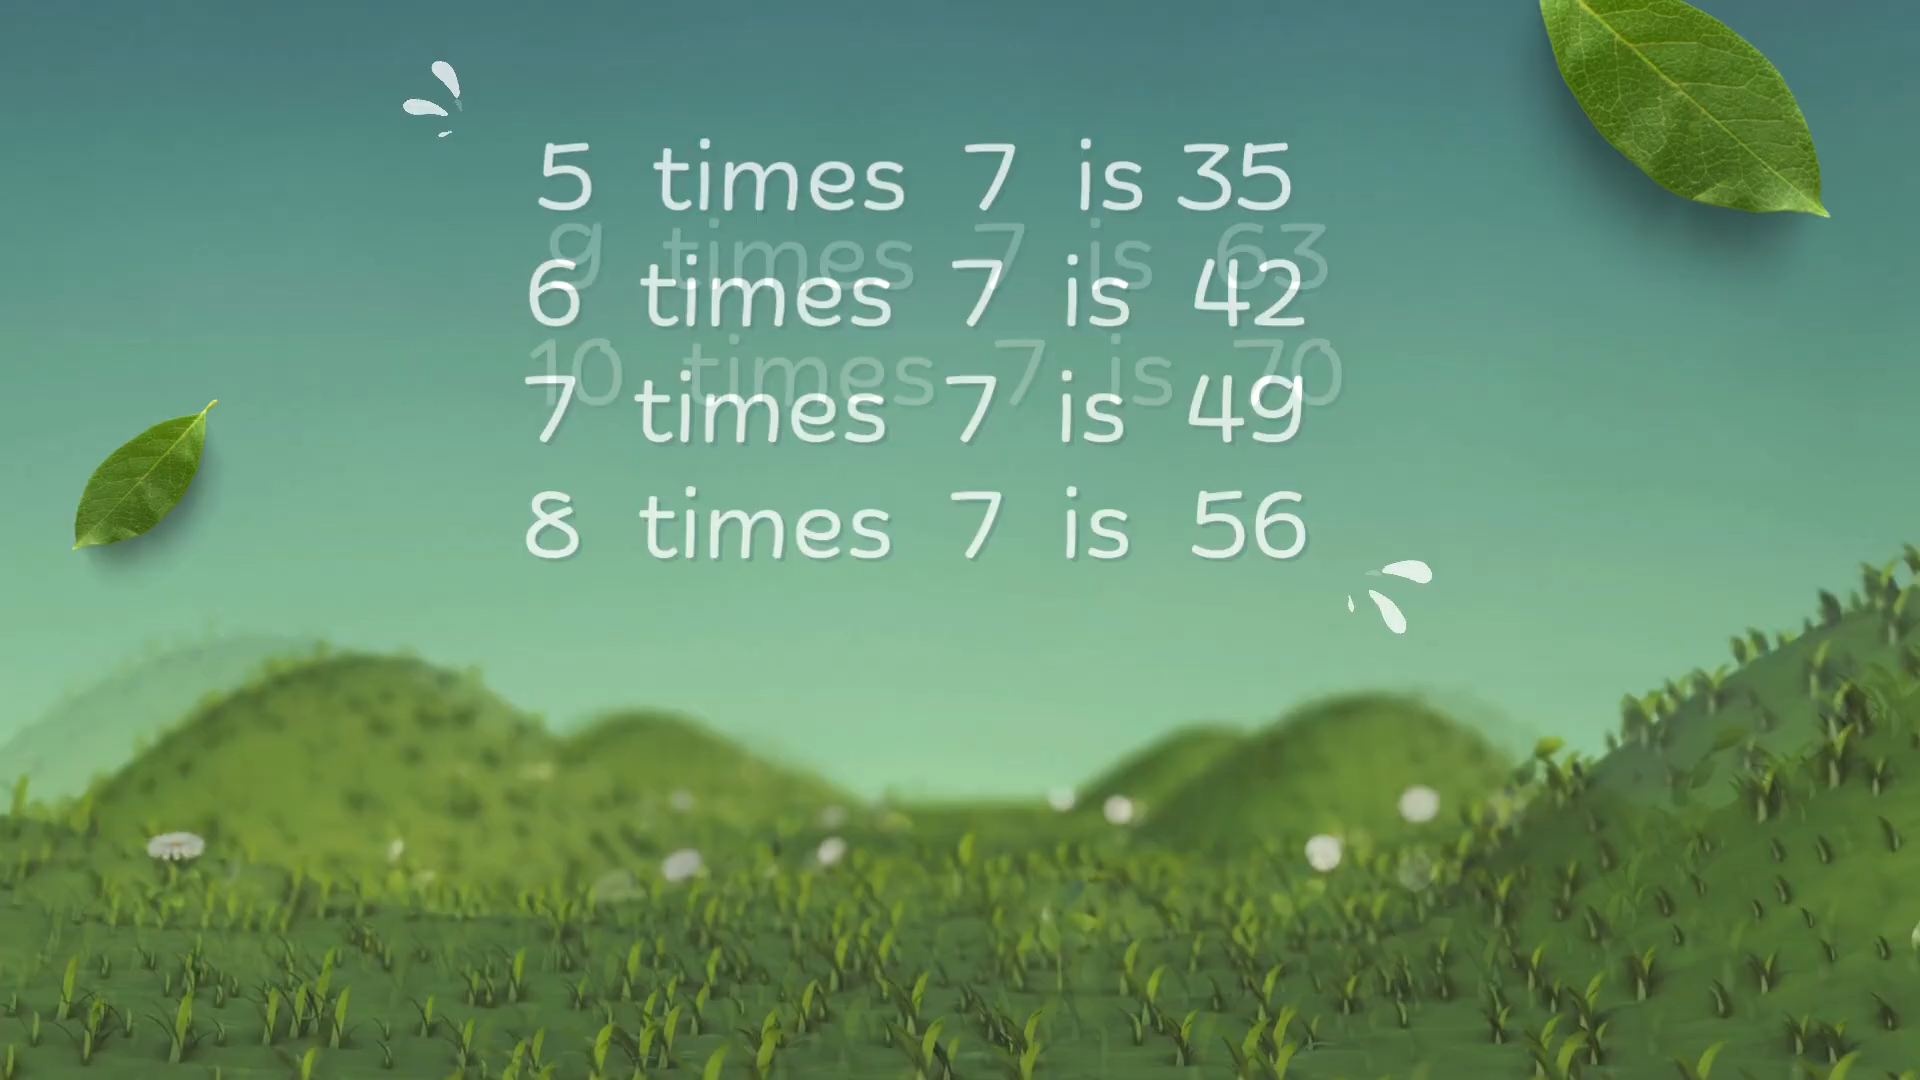 5 times 7 is 35
9 times 7 is 63
6 times 7 is 42
10 times 7 is 70
7 times 7 is 49
8 times 7 is 56